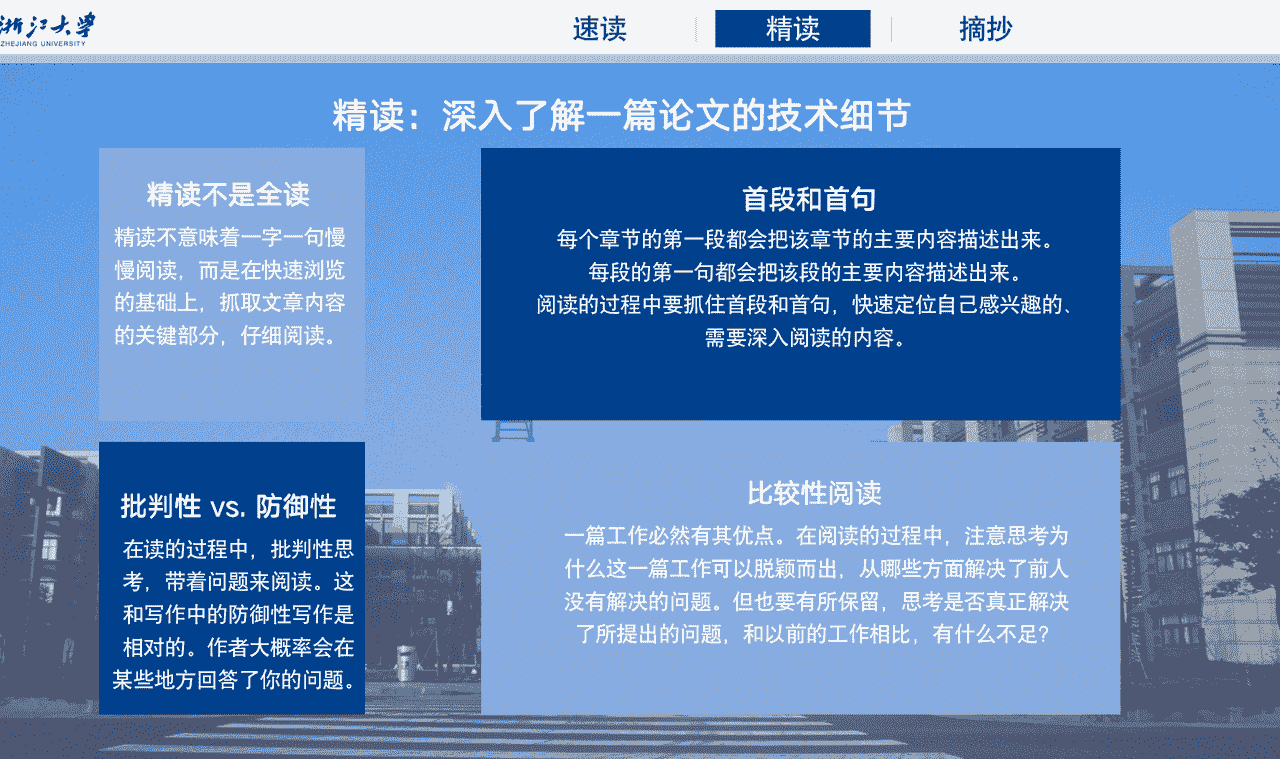 浙江大学
ZHEJIANG UNIVERSITY
速读
精读
摘抄
精读：深入了解一篇论文的技术细节
精读不是全读
精读不意味着一字一句慢
慢阅读，而是在快速浏览
的基础上，抓取文章内容
的关键部分，仔细阅读。
首段和首句
每个章节的第一段都会把该章节的主要内容描述出来。
每段的第一句都会把该段的主要内容描述出来。
阅读的过程中要抓住首段和首句，快速定位自己感兴趣的、
需要深入阅读的内容。
批判性 vs. 防御性
在读的过程中，批判性思
考，带着问题来阅读。这
和写作中的防御性写作是
相对的。作者大概率会在
某些地方回答了你的问题。
比较性阅读
一篇工作必然有其优点。在阅读的过程中，注意思考为
什么这一篇工作可以脱颖而出，从哪些方面解决了前人
没有解决的问题。但也要有所保留，思考是否真正解决
了所提出的问题，和以前的工作相比，有什么不足？